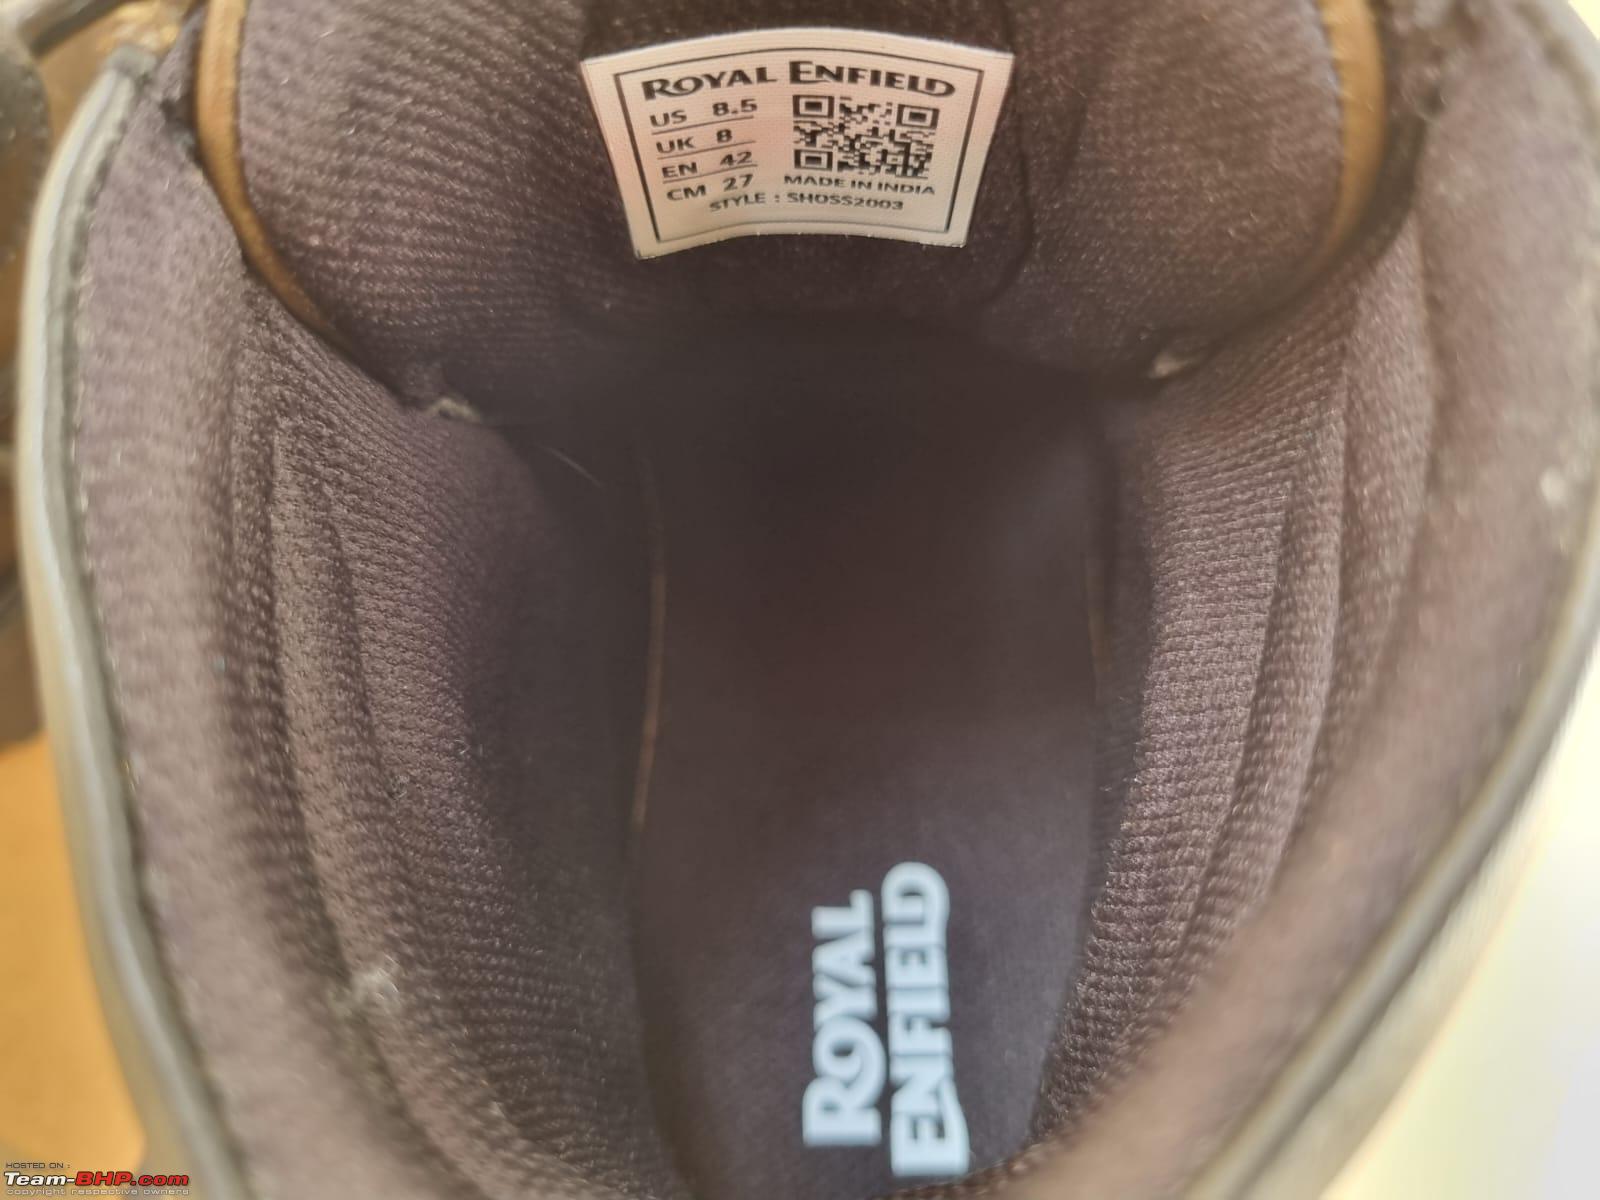 ROYAL ENFIELD
US 8.5
UK 8
EN 42
CM 27
MADE IN INDIA
STYLE : SHOSS2003
ROYAL
ENFIELD
HOSTED ON :
Team-BHP.com
copyright respective owners